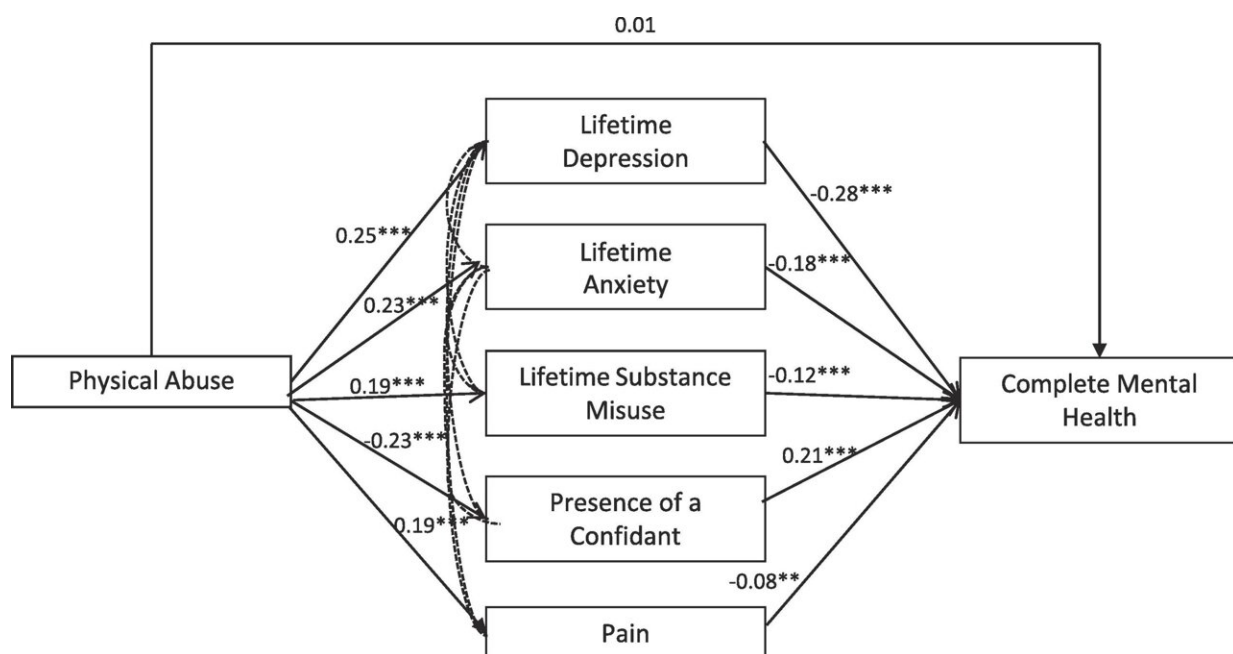 0.01
Lifetime
Depression
-0.28***
0.25***
Lifetime
Anxiety
-0.18***
0.23***
Physical Abuse
0.19***
Lifetime Substance
Misuse
-0.12***
Complete Mental
Health
-0.23***
0.21***
Presence of a
Confidant
0.19***
-0.08**
Pain